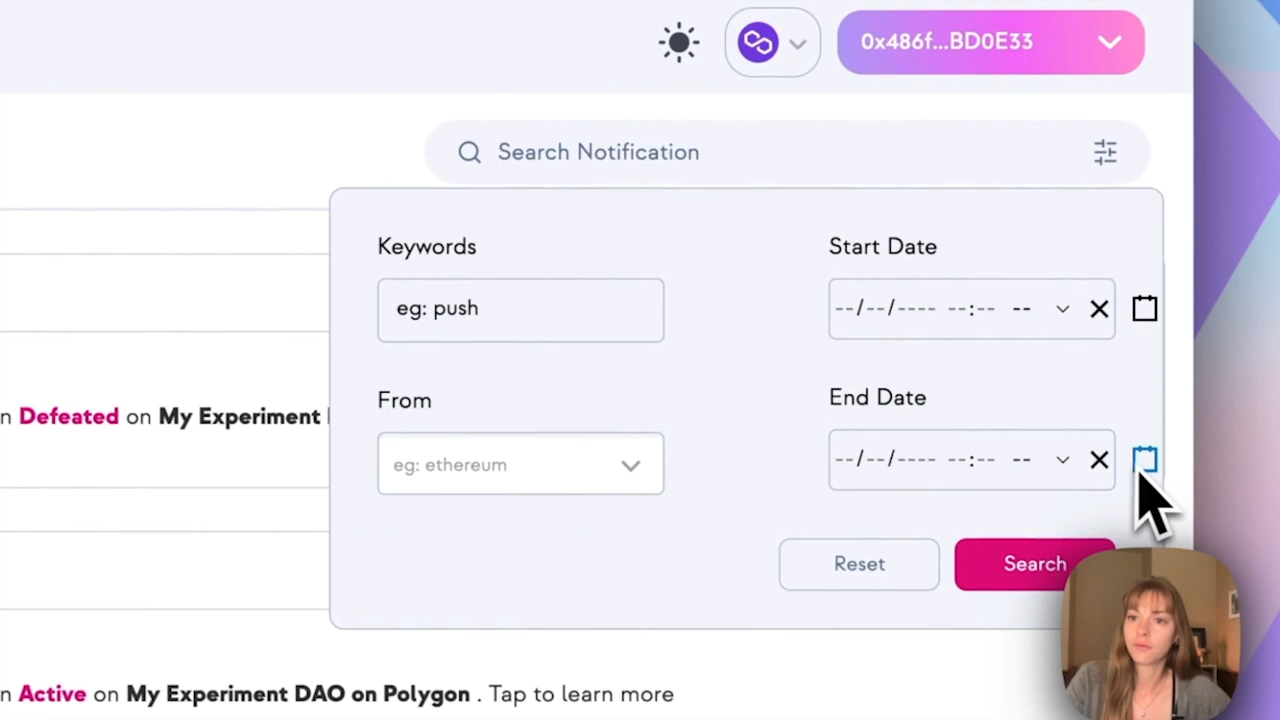 0x486f...BD0E33
Search Notification
Keywords
Start Date
eg: push
--/--/---- --:-- --
n Defeated on My Experiment
From
End Date
eg: ethereum
--/--/---- --:-- --
Reset
Search
n Active on My Experiment DAO on Polygon . Tap to learn more